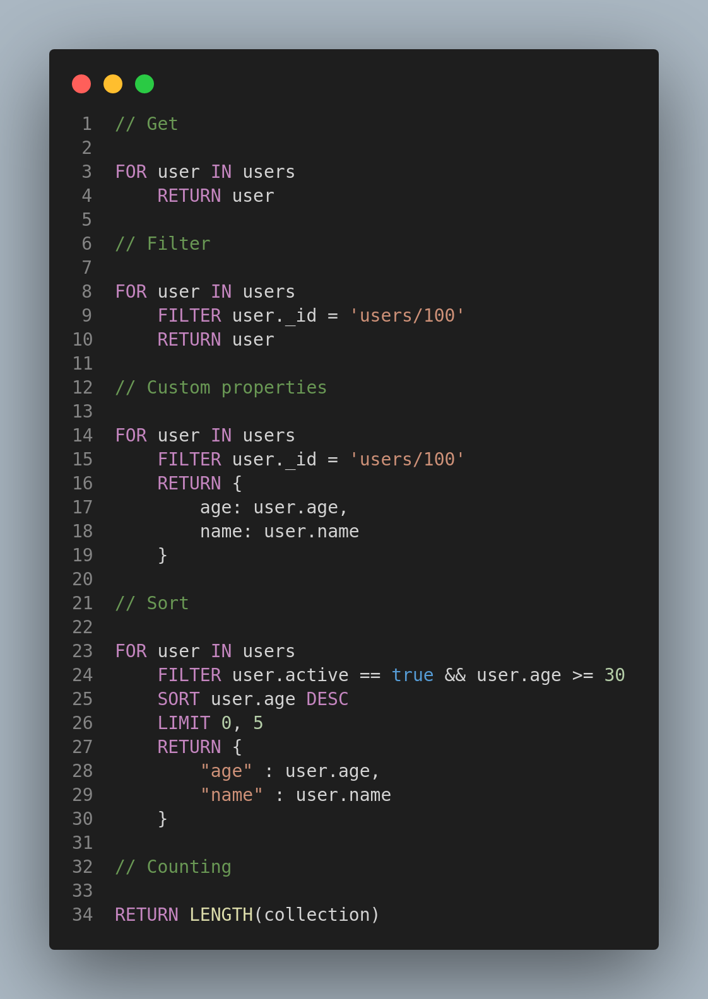 1 // Get
2
3 FOR user IN users
4     RETURN user
5
6 // Filter
7
8 FOR user IN users
9     FILTER user._id = 'users/100'
10     RETURN user
11
12 // Custom properties
13
14 FOR user IN users
15     FILTER user._id = 'users/100'
16     RETURN {
17         age: user.age,
18         name: user.name
19     }
20
21 // Sort
22
23 FOR user IN users
24     FILTER user.active == true && user.age >= 30
25     SORT user.age DESC
26     LIMIT 0, 5
27     RETURN {
28         "age" : user.age,
29         "name" : user.name
30     }
31
32 // Counting
33
34 RETURN LENGTH(collection)